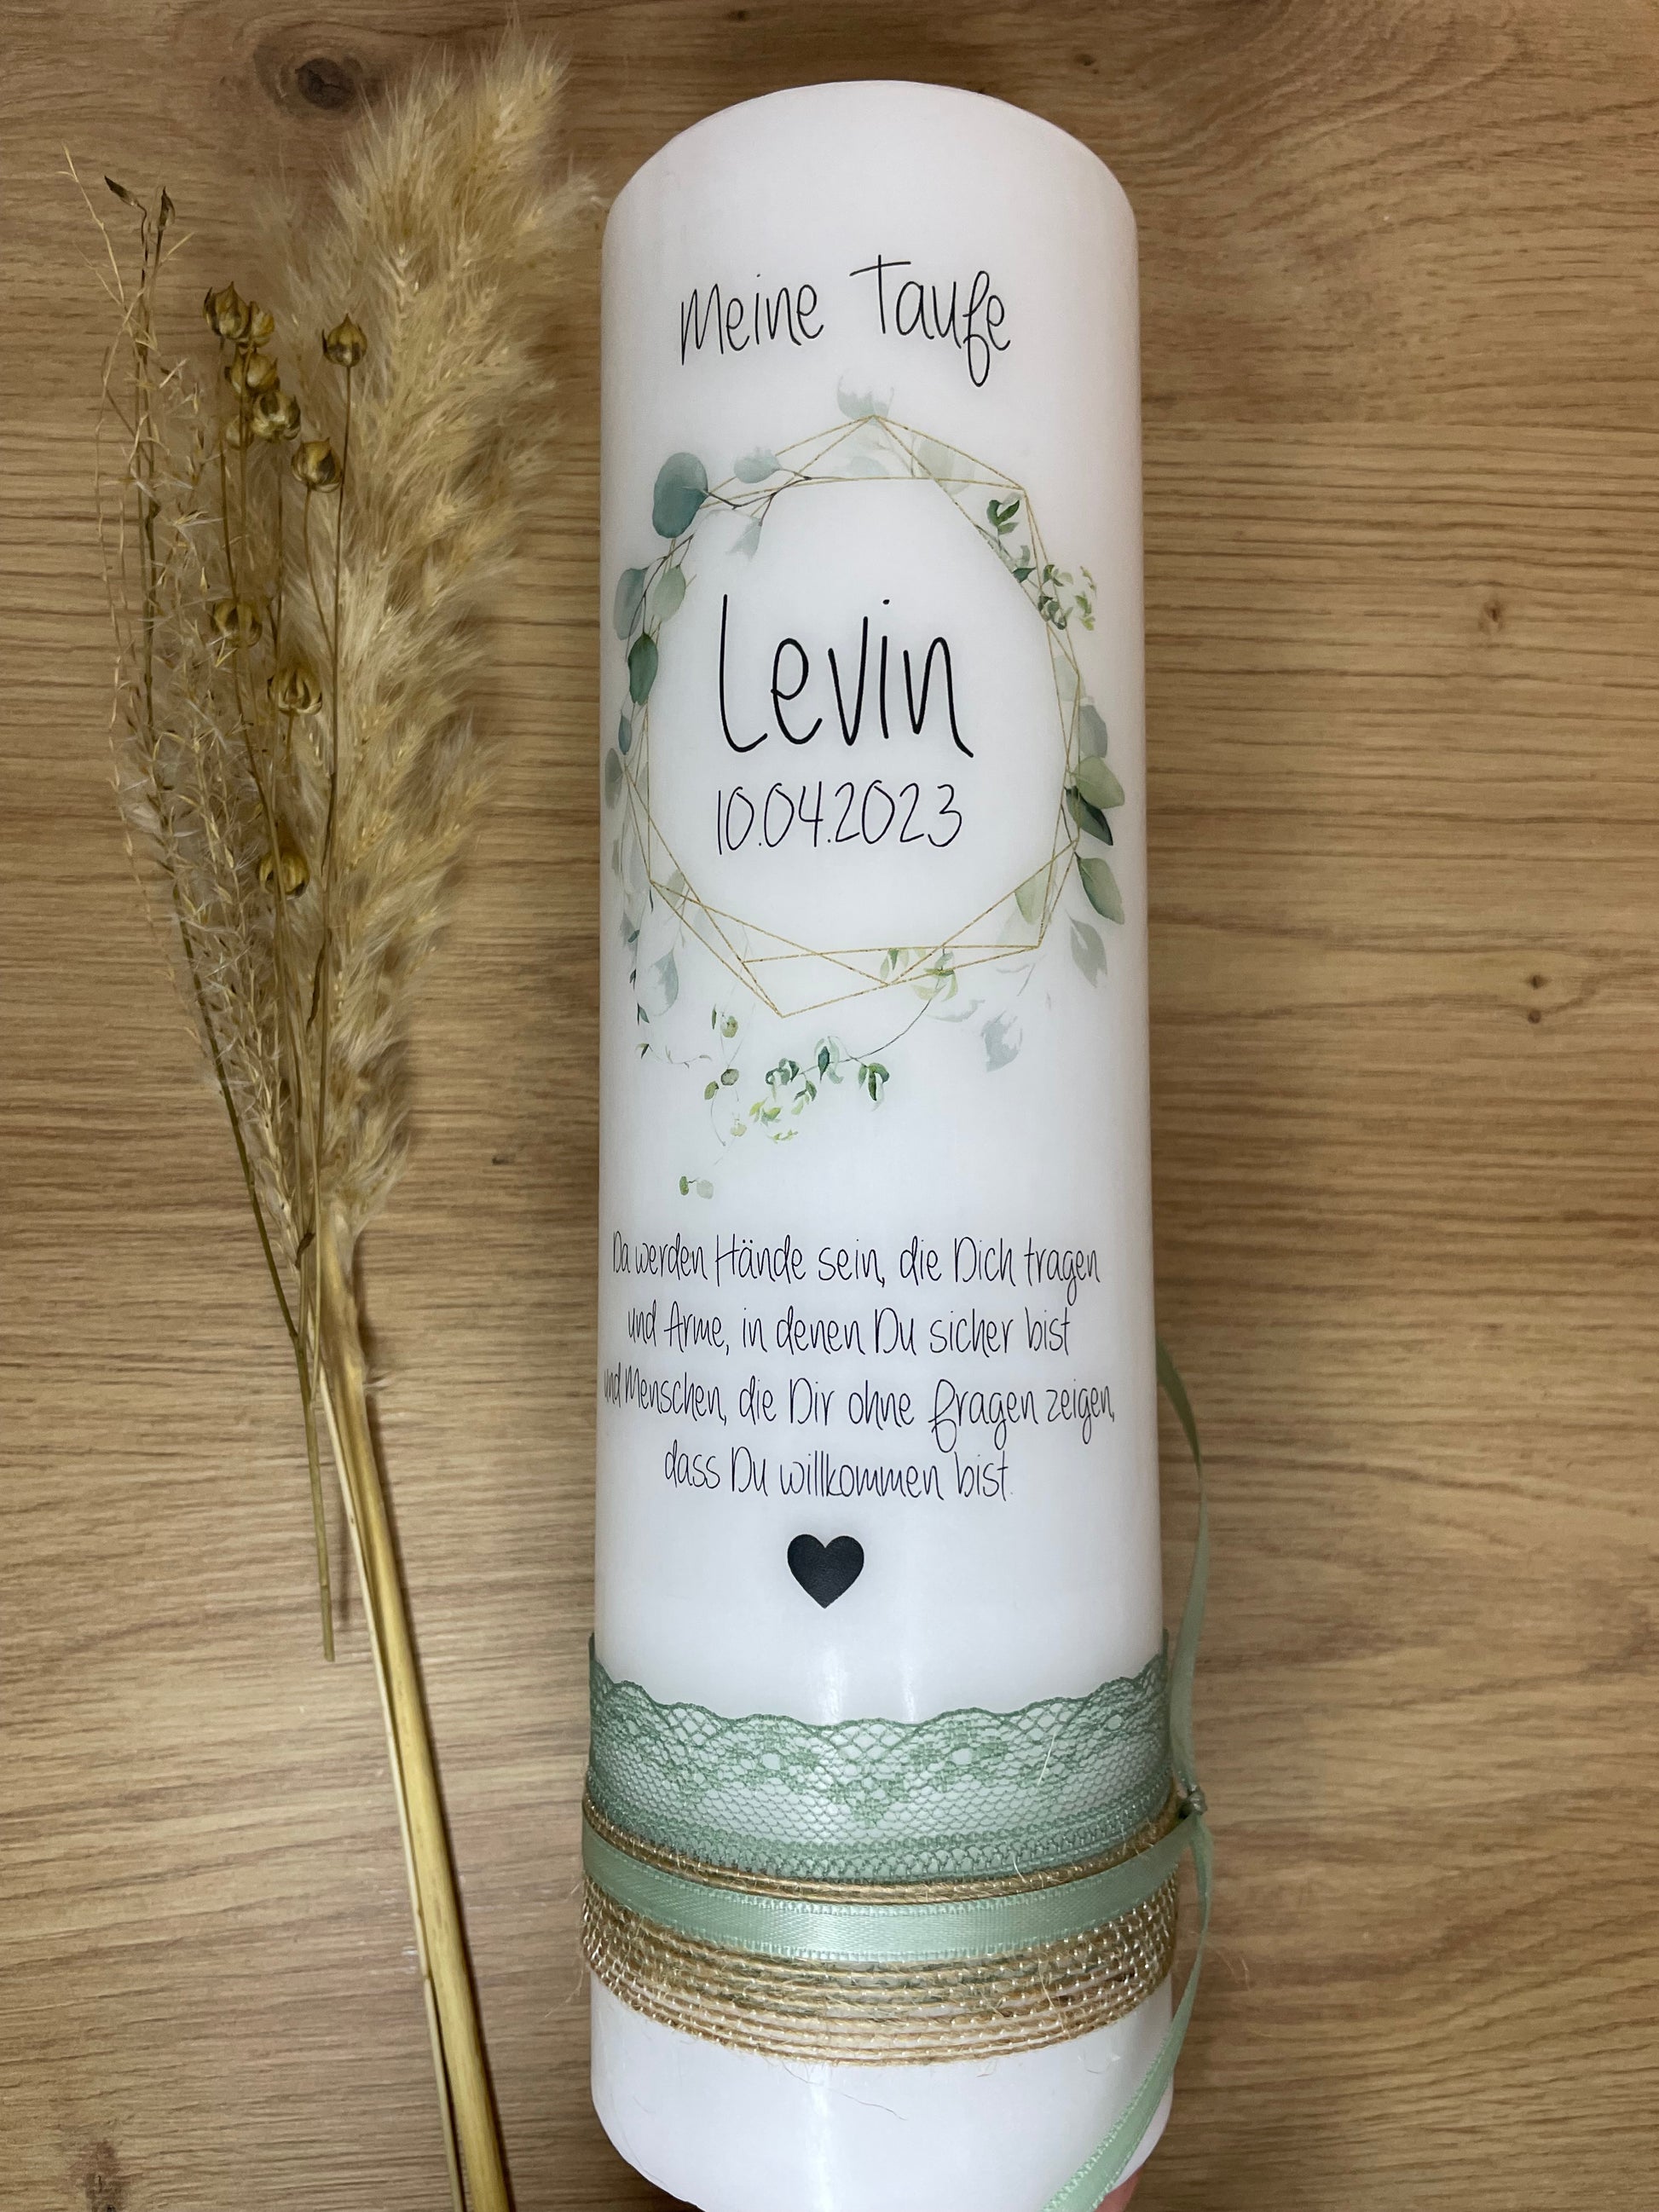 Meine Taufe
Levin
10.04.2023
Da werden Hände sein, die Dich tragen
und Arme, in denen Du sicher bist
und Menschen, die Dir ohne Fragen zeigen,
dass Du willkommen bist.